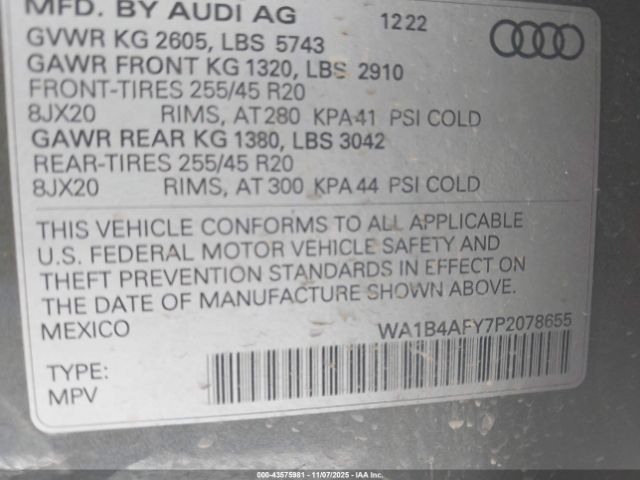 MFD. BY AUDI AG 12 22
GVWR KG 2605, LBS 5743
GAWR FRONT KG 1320, LBS 2910
FRONT-TIRES 255/45 R20
8JX20 RIMS, AT 280 KPA 41 PSI COLD
GAWR REAR KG 1380, LBS 3042
REAR-TIRES 255/45 R20
8JX20 RIMS, AT 300 KPA 44 PSI COLD
THIS VEHICLE CONFORMS TO ALL APPLICABLE
U.S. FEDERAL MOTOR VEHICLE SAFETY AND
THEFT PREVENTION STANDARDS IN EFFECT ON
THE DATE OF MANUFACTURE SHOWN ABOVE.
MEXICO WA1B4AFY7P2078655
TYPE:
MPV
000-43575981 - 11/07/2025 - IAAI Inc.